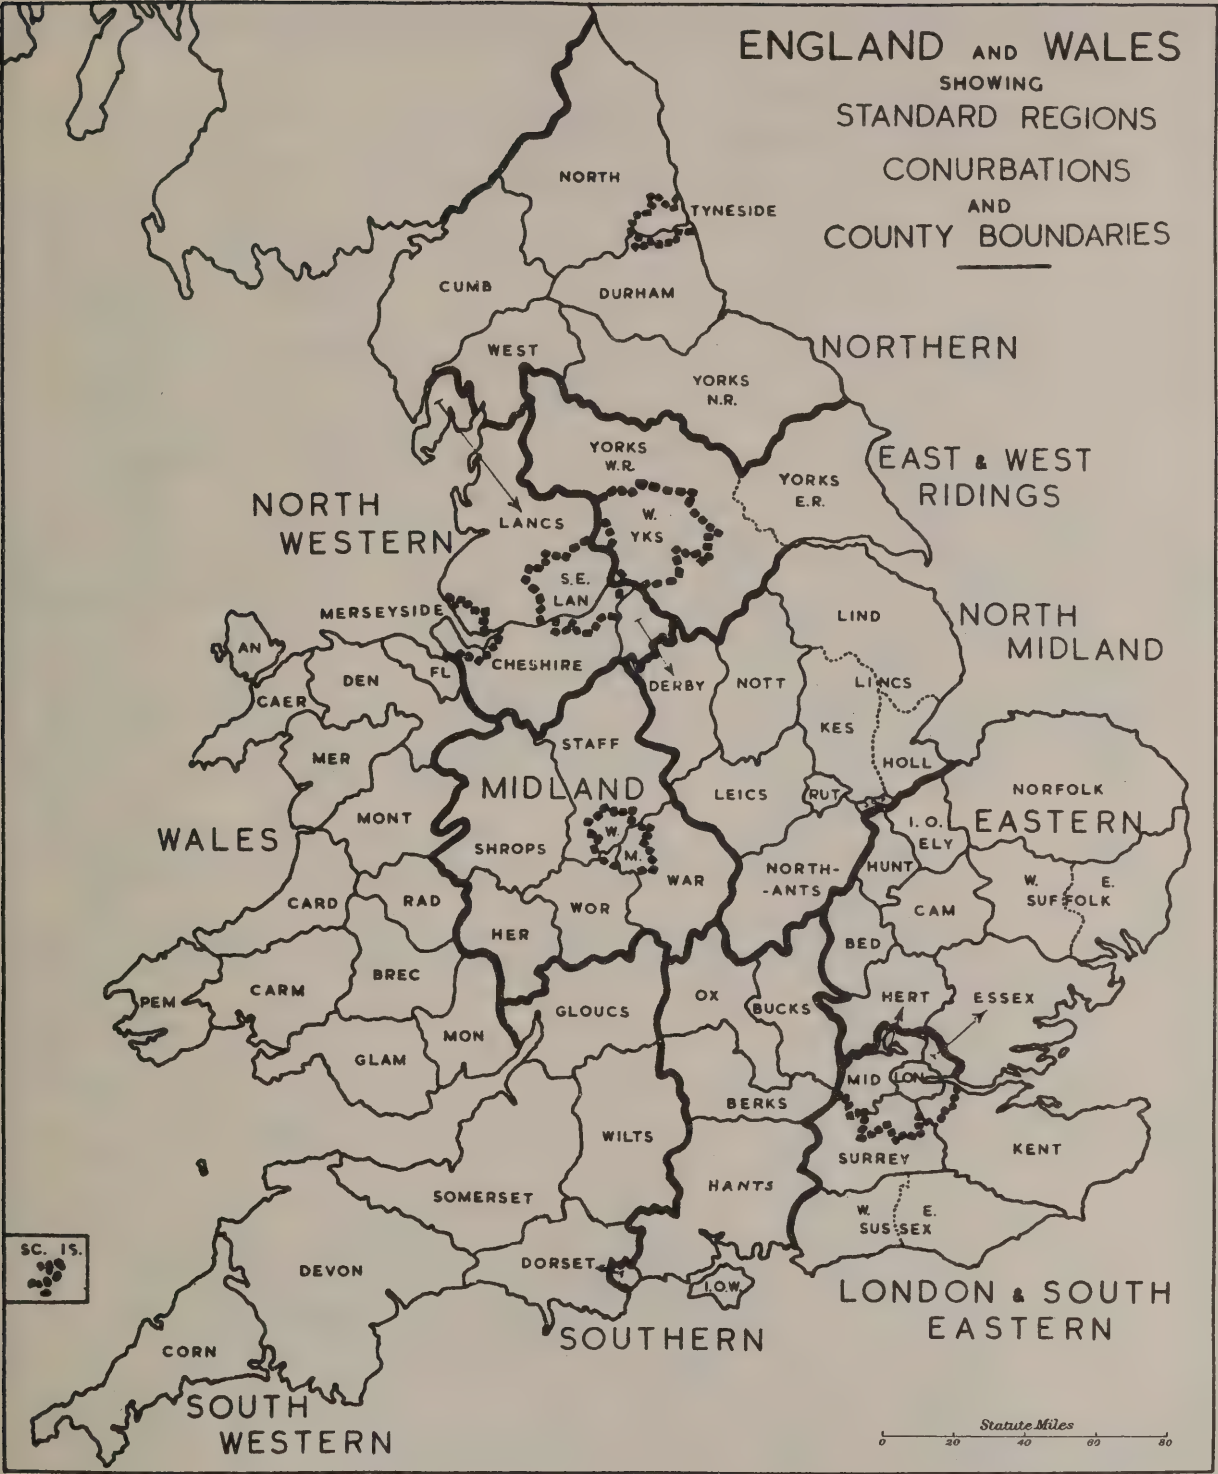 ENGLAND AND WALES
SHOWING
STANDARD REGIONS
CONURBATIONS
AND
COUNTY BOUNDARIES
NORTH
TYNESIDE
CUMB
DURHAM
WEST
NORTHERN
YORKS
N.R.
YORKS
W.R.
EAST & WEST
RIDINGS
YORKS
E.R.
NORTH
WESTERN
LANCS
W.
YKS
S.E.
LAN
MERSEYSIDE
LIND
NORTH
MIDLAND
AN
CHESHIRE
FL
DEN
CAER
DERBY
NOTT
LINCS
KES
HOLL
MER
STAFF
MIDLAND
LEICS
RUT
NORFOLK
MONT
WALES
I.O.
ELY
EASTERN
SHROPS
W.
M.
WAR
NORTH-
-ANTS
HUNT
W.
E.
SUFFOLK
CARD
RAD
WOR
CAM
HER
BED
BREC
PEM
CARM
OX
BUCKS
HERT
ESSEX
GLOUCS
MON
GLAM
MID
LON
BERKS
WILTS
SURREY
KENT
HANTS
SOMERSET
W.
E.
SUSSEX
SC. IS.
DEVON
DORSET
I.O.W.
LONDON & SOUTH
EASTERN
SOUTHERN
CORN
SOUTH
WESTERN
Statute Miles
0 20 40 60 80